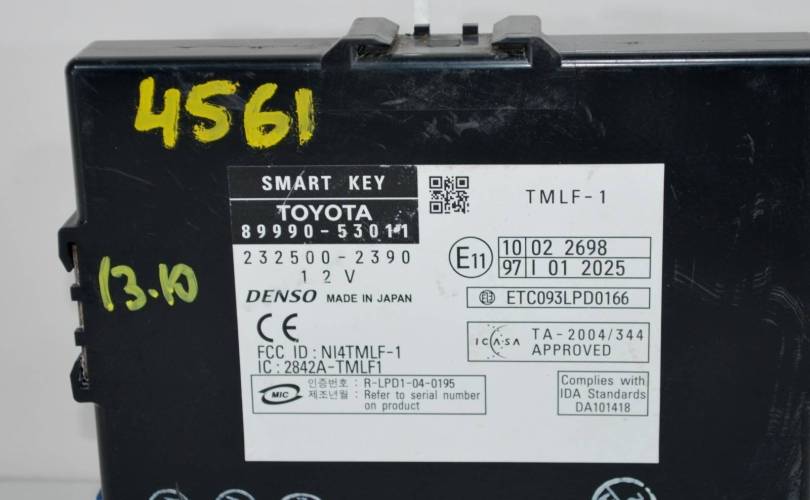 4561
13.10
SMART KEY
TOYOTA
89990-53011
232500-2390
12V
DENSO MADE IN JAPAN
CE
FCC ID : NI4TMLF-1
IC : 2842A-TMLF1
MIC
인증번호 : R-LPD1-04-0195
제조년월 : Refer to serial number
on product
TMLF-1
E11
10 02 2698
97 I 01 2025
ETC093LPD0166
ICASA
TA-2004/344
APPROVED
Complies with
IDA Standards
DA101418